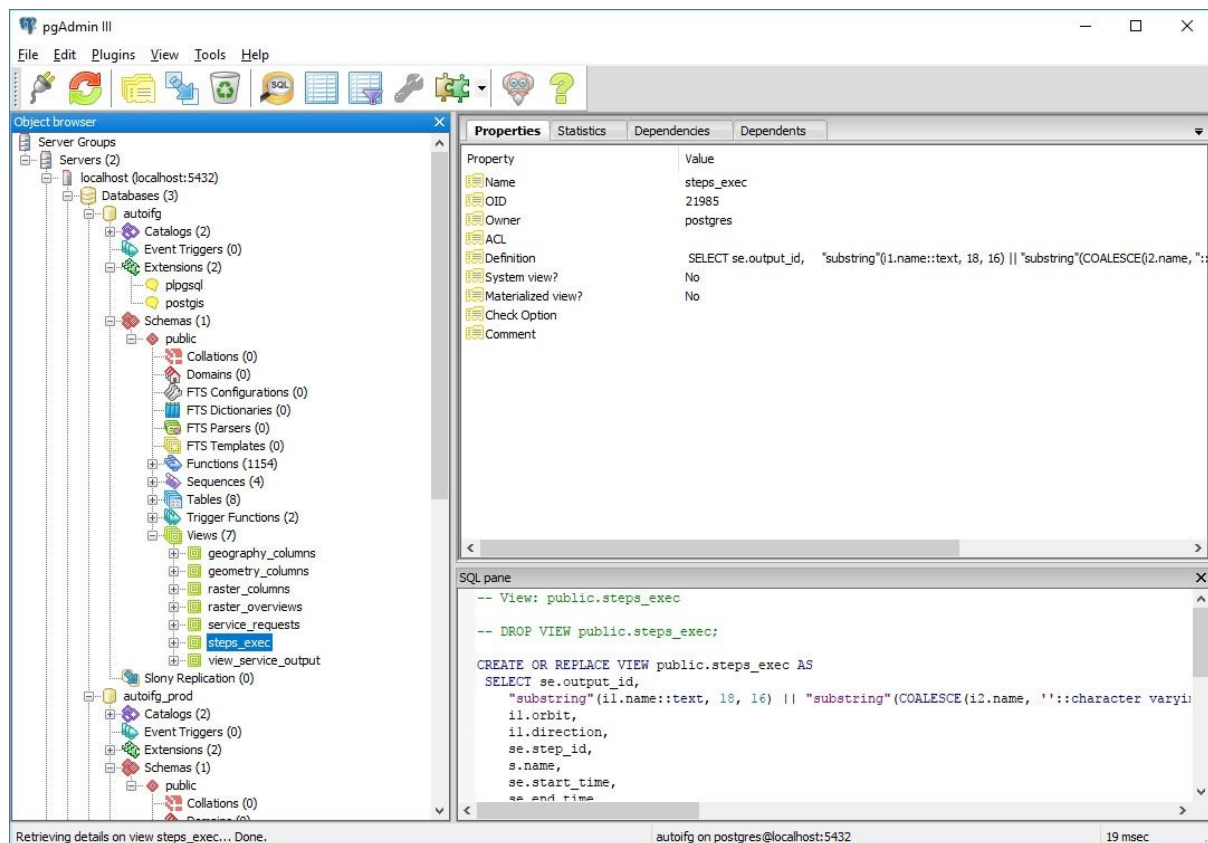 pgAdmin III
File Edit Plugins View Tools Help
SQL
Object browser
Server Groups
Servers (2)
localhost (localhost:5432)
Databases (3)
autoifg
Catalogs (2)
Event Triggers (0)
Extensions (2)
plpgsql
postgis
Schemas (1)
public
Collations (0)
Domains (0)
FTS Configurations (0)
FTS Dictionaries (0)
FTS Parsers (0)
FTS Templates (0)
Functions (1154)
Sequences (4)
Tables (8)
Trigger Functions (2)
Views (7)
geography_columns
geometry_columns
raster_columns
raster_overviews
service_requests
steps_exec
view_service_output
Slony Replication (0)
autoifg_prod
Catalogs (2)
Event Triggers (0)
Extensions (2)
Schemas (1)
public
Collations (0)
Domains (0)
Properties Statistics Dependencies Dependents
Property Value
Name steps_exec
OID 21985
Owner postgres
ACL
Definition SELECT se.output_id, "substring"(i1.name::text, 18, 16) || "substring"(COALESCE(i2.name, ''::
System view? No
Materialized view? No
Check Option
Comment
SQL pane
-- View: public.steps_exec
-- DROP VIEW public.steps_exec;
CREATE OR REPLACE VIEW public.steps_exec AS
SELECT se.output_id,
"substring"(i1.name::text, 18, 16) || "substring"(COALESCE(i2.name, ''::character varyin
i1.orbit,
i1.direction,
se.step_id,
s.name,
se.start_time,
se.end_time
Retrieving details on view steps_exec... Done. autoifg on postgres@localhost:5432 19 msec